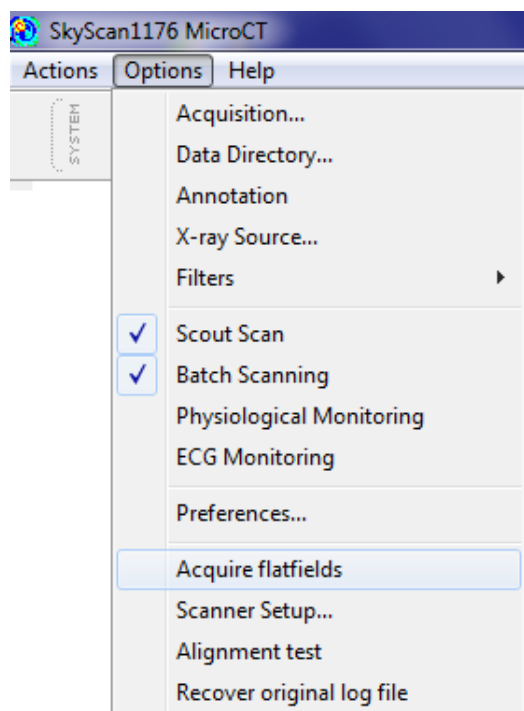 SkyScan1176 MicroCT
Actions Options Help
SYSTEM
Acquisition...
Data Directory...
Annotation
X-ray Source...
Filters
Scout Scan
Batch Scanning
Physiological Monitoring
ECG Monitoring
Preferences...
Acquire flatfields
Scanner Setup...
Alignment test
Recover original log file